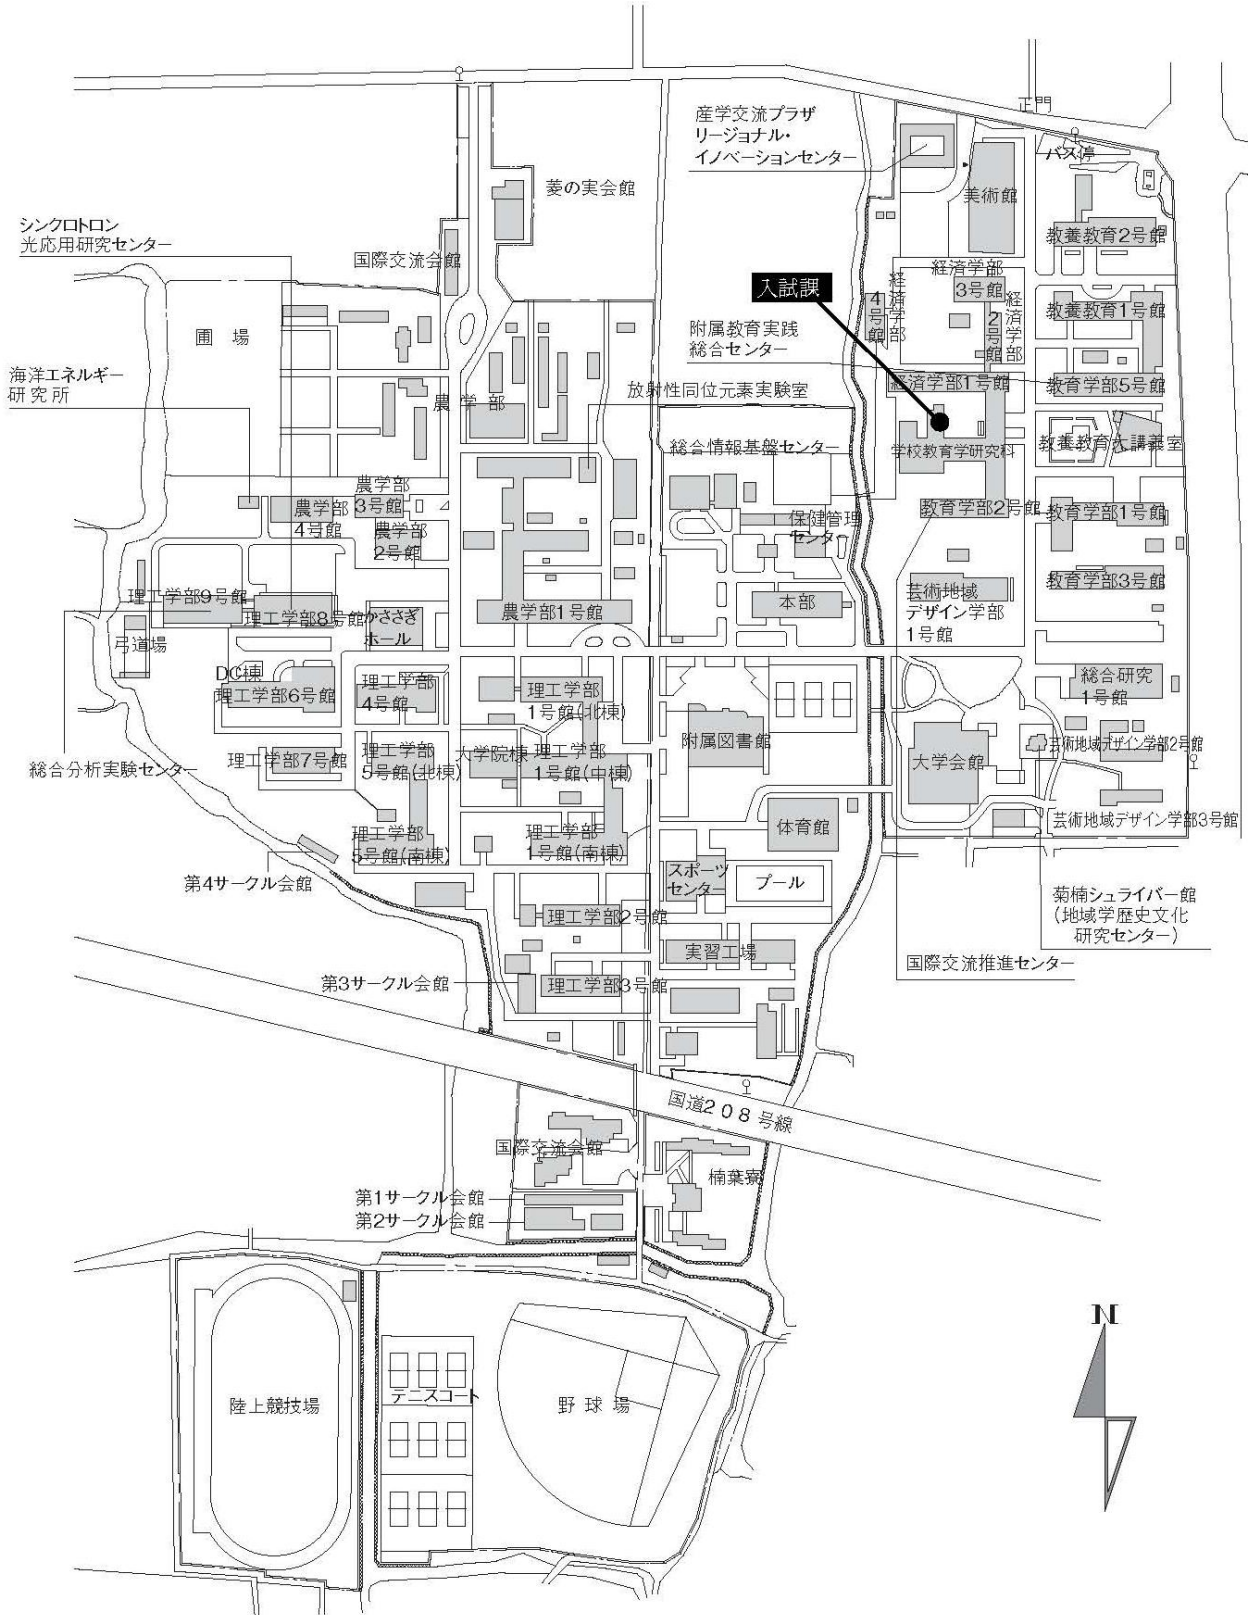 正門
産学交流プラザ
リージョナル・
イノベーションセンター
バス停
菱の実会館
美術館
シンクロトロン
光応用研究センター
国際交流会館
教養教育2号館
経済学部
3号館
入試課
経済学部
4号館
経済学部
2号館
教養教育1号館
圃 場
附属教育実践
総合センター
海洋エネルギー
研究所
農 学 部
放射性同位元素実験室
経済学部1号館
教育学部5号館
総合情報基盤センター
学校教育学研究科
教養教育大講義室
農学部
3号館
農学部
4号館
農学部
2号館
保健管理
センター
教育学部2号館
教育学部1号館
理工学部9号館
理工学部8号館
かささぎ
ホール
農学部1号館
本部
芸術地域
デザイン学部
1号館
教育学部3号館
弓道場
DC棟
理工学部6号館
理工学部
4号館
理工学部
1号館(北棟)
総合研究
1号館
附属図書館
大学会館
芸術地域デザイン学部2号館
総合分析実験センター
理工学部7号館
理工学部
5号館(北棟)
大学院棟
理工学部
1号館(中棟)
理工学部
5号館(南棟)
理工学部
1号館(南棟)
体育館
芸術地域デザイン学部3号館
第4サークル会館
スポーツ
センター
プール
菊楠シュライバー館
(地域学歴史文化
研究センター)
理工学部2号館
実習工場
国際交流推進センター
第3サークル会館
理工学部3号館
国道208号線
国際交流会館
楠葉寮
第1サークル会館
第2サークル会館
N
陸上競技場
テニスコート
野 球 場